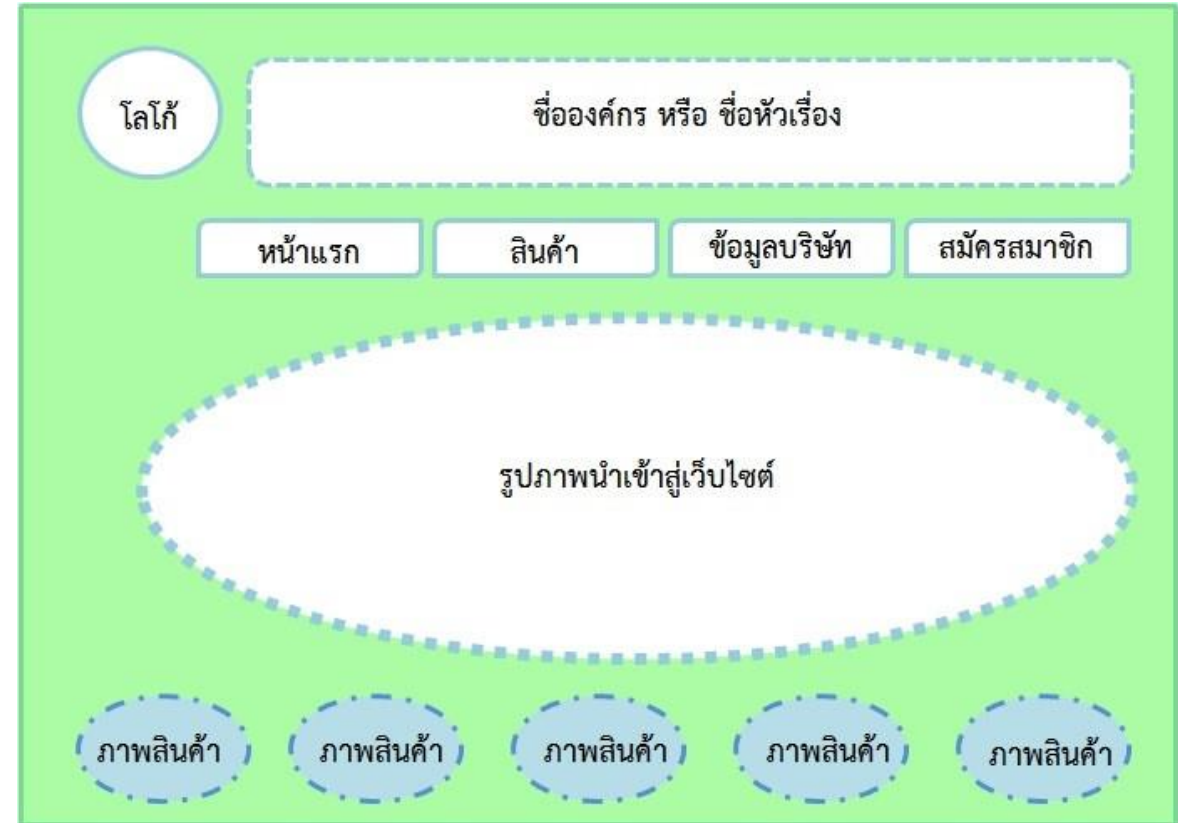 โลโก้
ชื่อองค์กร หรือ ชื่อหัวเรื่อง
หน้าแรก
สินค้า
ข้อมูลบริษัท
สมัครสมาชิก
รูปภาพนำเข้าสู่เว็บไซต์
ภาพสินค้า
ภาพสินค้า
ภาพสินค้า
ภาพสินค้า
ภาพสินค้า